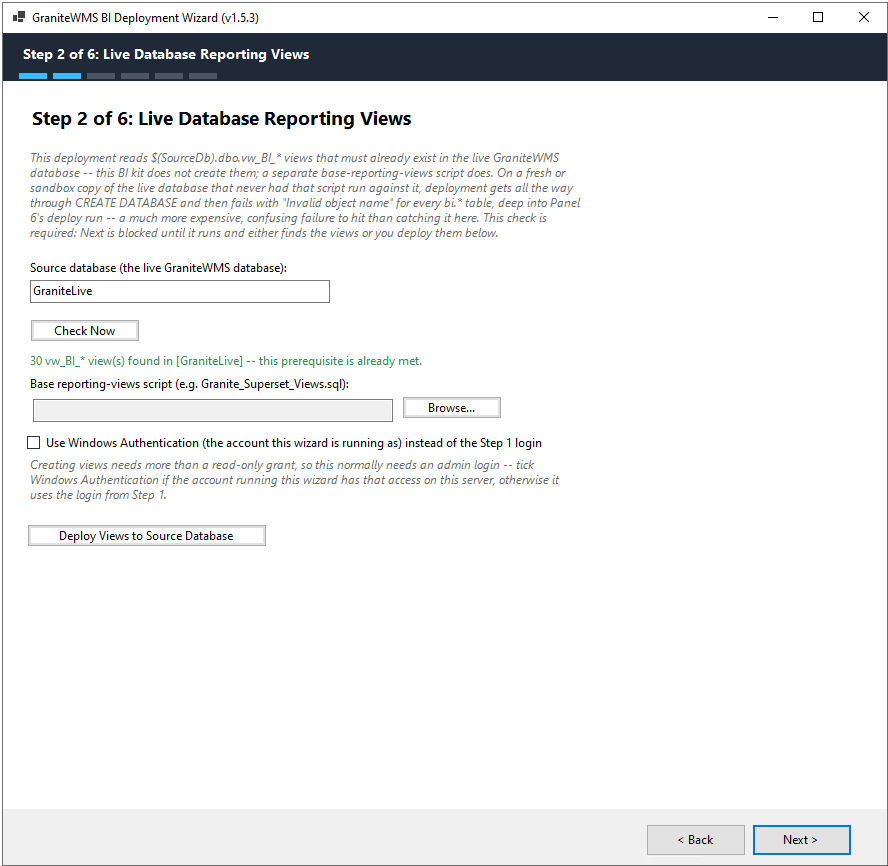 GraniteWMS BI Deployment Wizard (v1.5.3)
Step 2 of 6: Live Database Reporting Views
Step 2 of 6: Live Database Reporting Views
This deployment reads $(SourceDb).dbo.vw_BI_* views that must already exist in the live GraniteWMS
database -- this BI kit does not create them; a separate base-reporting-views script does. On a fresh or
sandbox copy of the live database that never had that script run against it, deployment gets all the way
through CREATE DATABASE and then fails with "Invalid object name" for every bi.* table, deep into Panel
6's deploy run -- a much more expensive, confusing failure to hit than catching it here. This check is
required: Next is blocked until it runs and either finds the views or you deploy them below.
Source database (the live GraniteWMS database):
GraniteLive
Check Now
30 vw_BI_* view(s) found in [GraniteLive] -- this prerequisite is already met.
Base reporting-views script (e.g. Granite_Superset_Views.sql):
Browse...
Use Windows Authentication (the account this wizard is running as) instead of the Step 1 login
Creating views needs more than a read-only grant, so this normally needs an admin login -- tick
Windows Authentication if the account running this wizard has that access on this server, otherwise it
uses the login from Step 1.
Deploy Views to Source Database
< Back
Next >